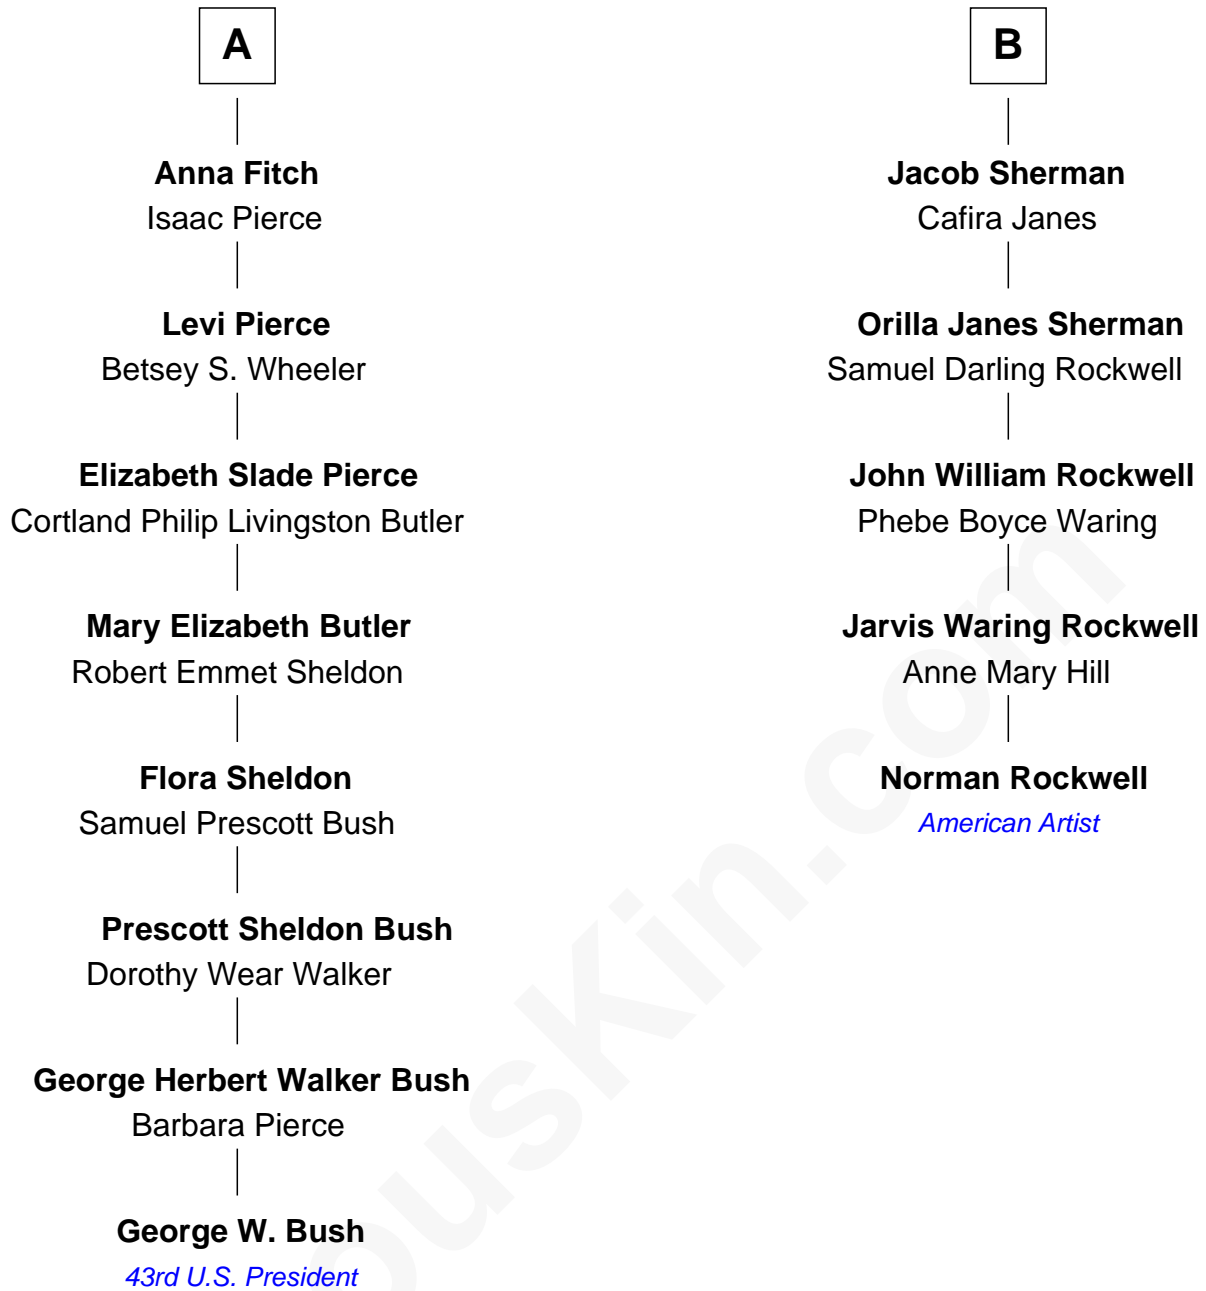 A
Anna Fitch
Isaac Pierce
Levi Pierce
Betsey S. Wheeler
Elizabeth Slade Pierce
Cortland Philip Livingston Butler
Mary Elizabeth Butler
Robert Emmet Sheldon
Flora Sheldon
Samuel Prescott Bush
Prescott Sheldon Bush
Dorothy Wear Walker
George Herbert Walker Bush
Barbara Pierce
George W. Bush
43rd U.S. President
B
Jacob Sherman
Cafira Janes
Orilla Janes Sherman
Samuel Darling Rockwell
John William Rockwell
Phebe Boyce Waring
Jarvis Waring Rockwell
Anne Mary Hill
Norman Rockwell
American Artist
ousKin.com